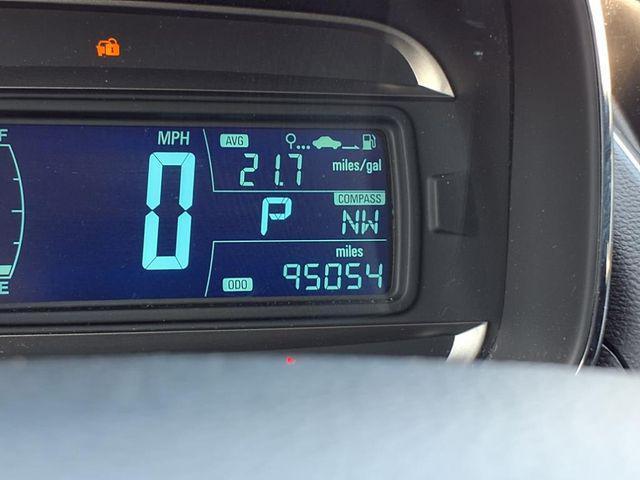 F
MPH
AVG
21.7 miles/gal
0
P
COMPASS
NW
miles
ODO 95054
E